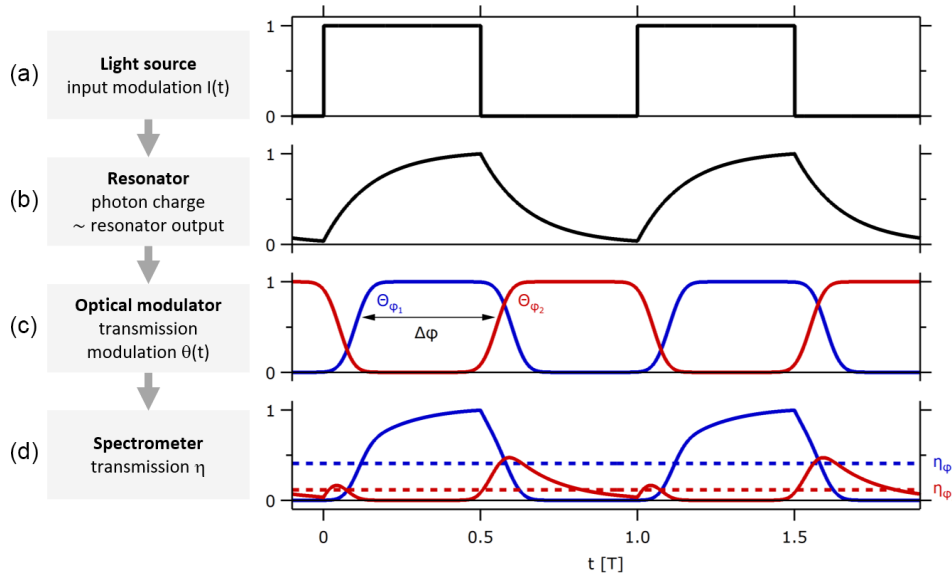 (a)
Light source
input modulation I(t)
1
0
(b)
Resonator
photon charge
~ resonator output
1
0
(c)
Optical modulator
transmission
modulation θ(t)
1
0
Θφ₁
Θφ₂
Δφ
(d)
Spectrometer
transmission η
1
0
ηφ
ηφ
0
0.5
1.0
1.5
t [T]